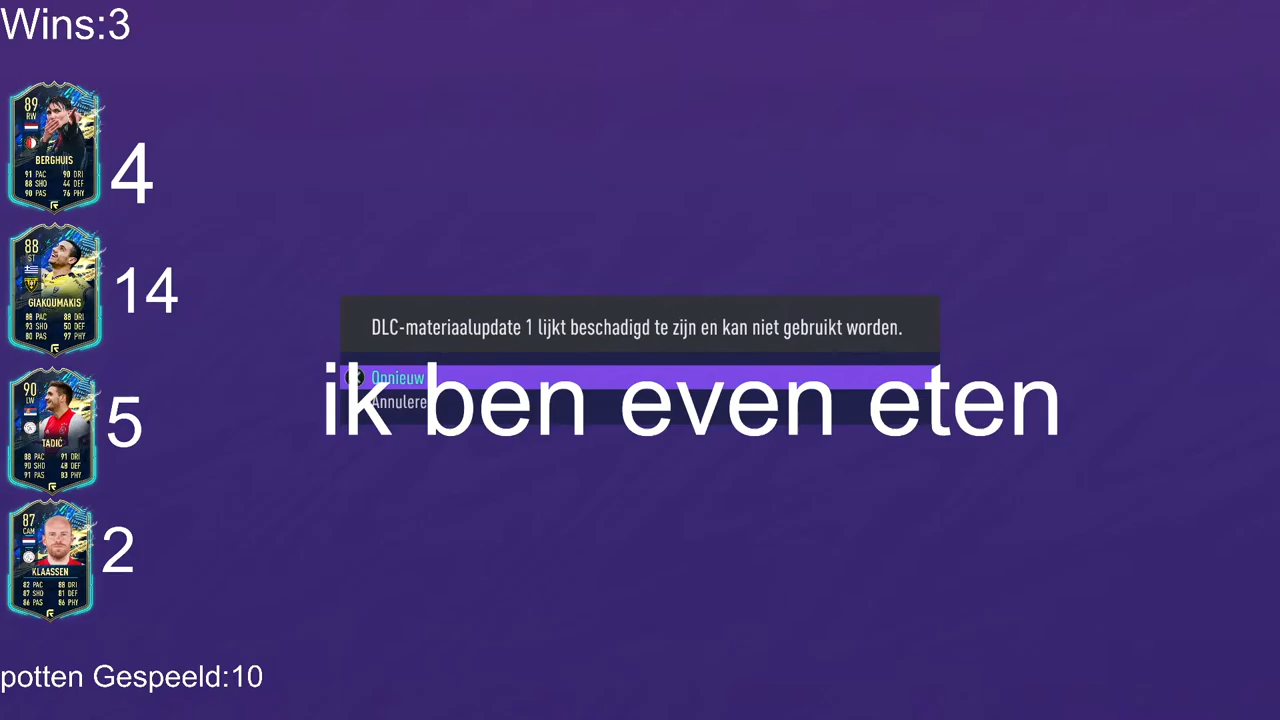 Wins:3
89
RW
BERGHUIS
91 PAC 90 DRI
88 SHO 44 DEF
90 PAS 76 PHY
4
88
ST
GIAKOUMAKIS
88 PAC 88 DRI
93 SHO 50 DEF
80 PAS 97 PHY
14
90
LW
TADIĆ
88 PAC 91 DRI
90 SHO 48 DEF
91 PAS 83 PHY
5
87
CAM
KLAASSEN
82 PAC 88 DRI
87 SHO 81 DEF
86 PAS 86 PHY
2
DLC-materiaalupdate 1 lijkt beschadigd te zijn en kan niet gebruikt worden.
Opnieuw
Annulere
ik ben even eten
potten Gespeeld:10